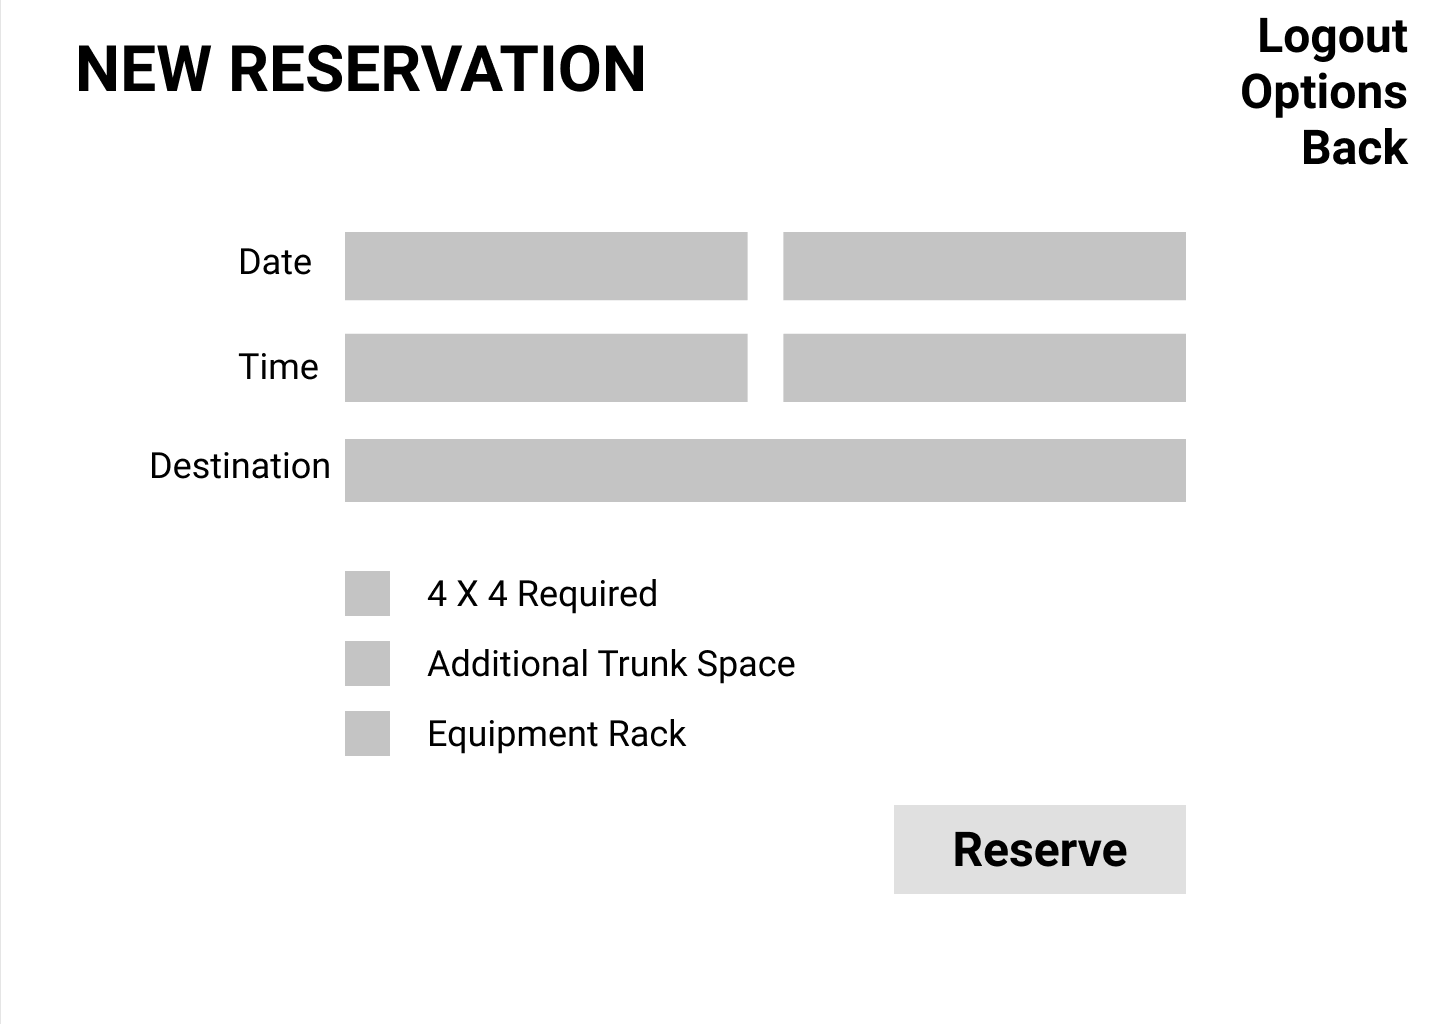 NEW RESERVATION
Logout
Options
Back
Date
Time
Destination
4 X 4 Required
Additional Trunk Space
Equipment Rack
Reserve